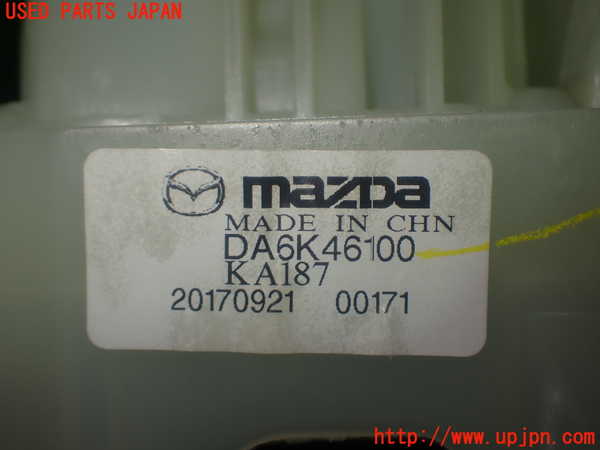 USED PARTS JAPAN
mazda
MADE IN CHN
DA6K46100
KA187
20170921 00171
http://www.upjpn.com/